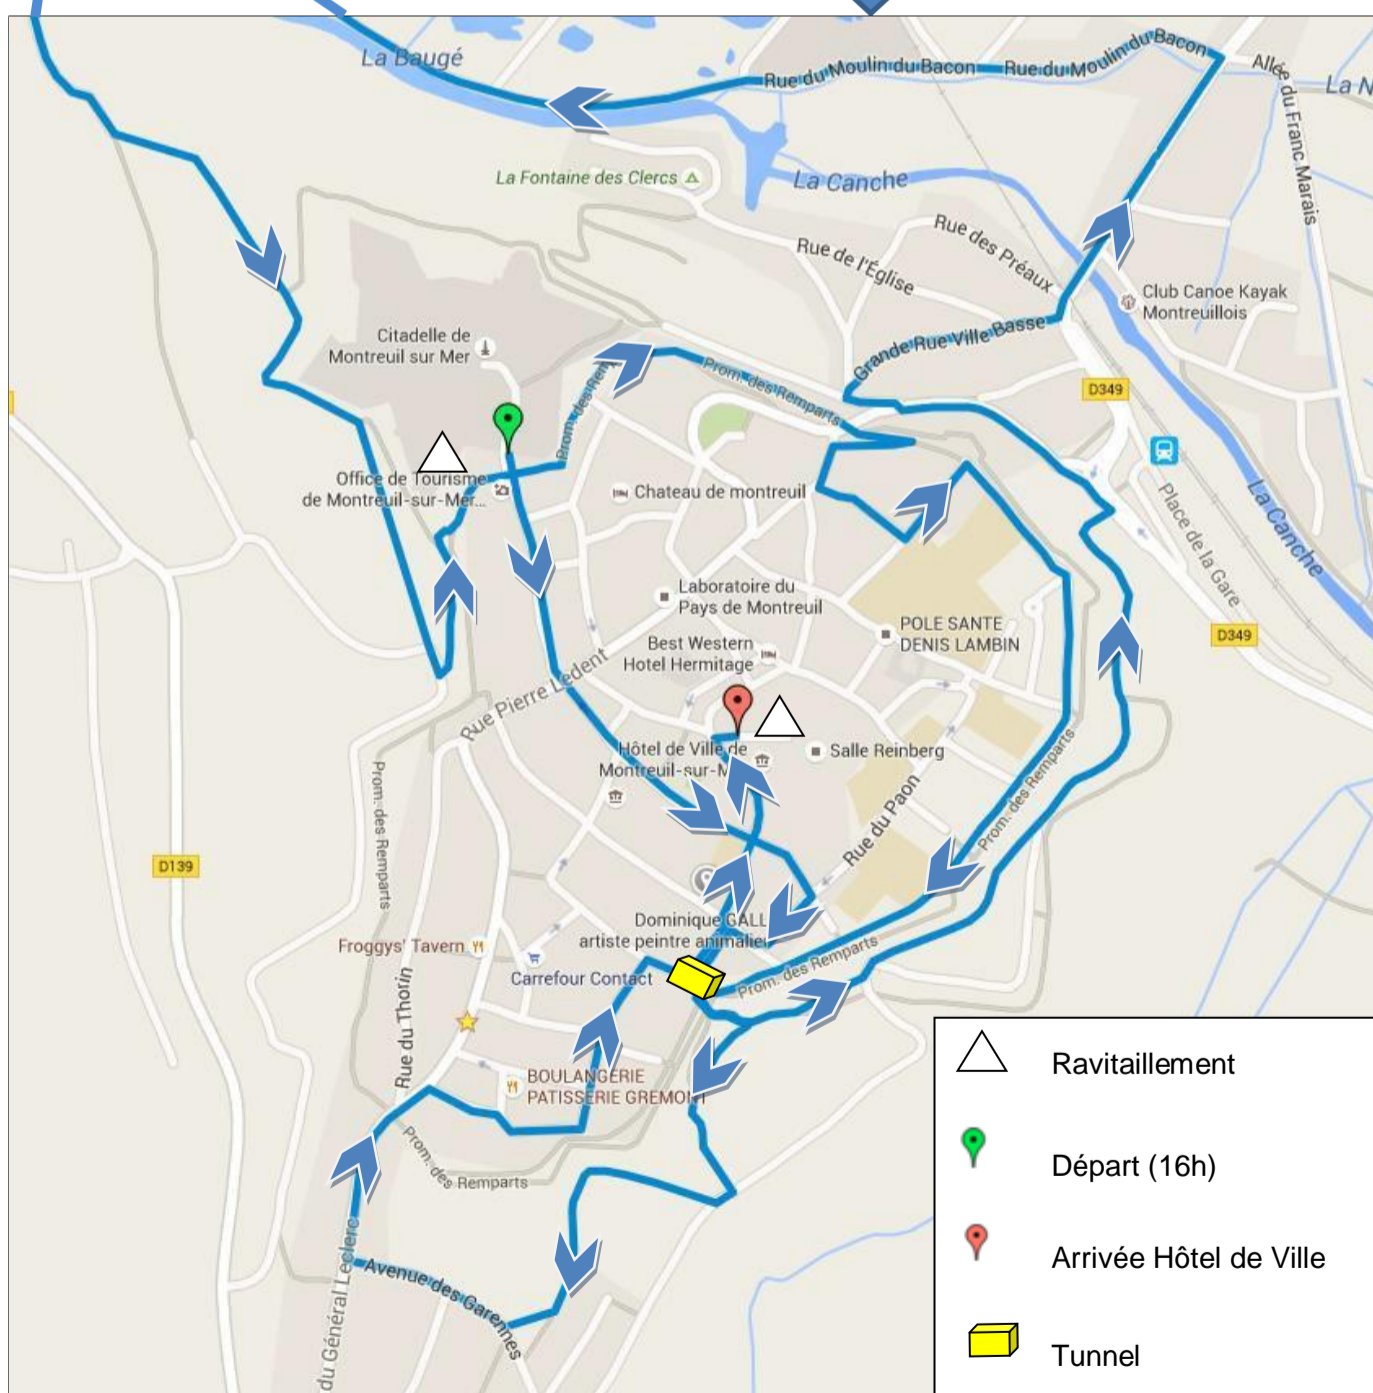 La Baugé
Rue du Moulin du Bacon
Rue du Moulin du Bacon
Allée du Franc Marais
La N
La Fontaine des Clercs
La Canche
Rue des Préaux
Rue de l'Église
Club Canoe Kayak
Montreuillois
Citadelle de
Montreuil sur Mer
Grande Rue Ville Basse
Prom. des Rem
Prom. des Remparts
D349
Office de Tourisme
de Montreuil-sur-Mer...
Chateau de montreuil
Place de la Gare
La Canche
Laboratoire du
Pays de Montreuil
POLE SANTE
DENIS LAMBIN
D349
Best Western
Hotel Hermitage
Rue Pierre Ledent
Hôtel de Ville de
Montreuil-sur-M
Salle Reinberg
Prom. des Remparts
Prom. des Remparts
Rue du Paon
D139
Dominique GALL
artiste peintre animalier
Froggys' Tavern
Carrefour Contact
Prom. des Remparts
Rue du Thorin
BOULANGERIE
PATISSERIE GREMONT
Prom. des Remparts
Avenue des Garennes
du Général Leclerc
Ravitaillement
Départ (16h)
Arrivée Hôtel de Ville
Tunnel